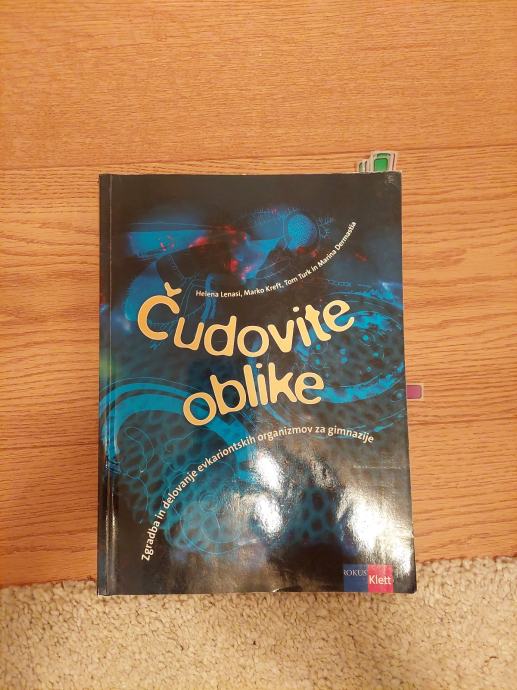 Helena Lenasi, Marko Kreft, Tom Turk in Marina Dermastia
Čudovite
oblike
Zgradba in delovanje evkariontskih organizmov za gimnazije
ROKUS
Klett